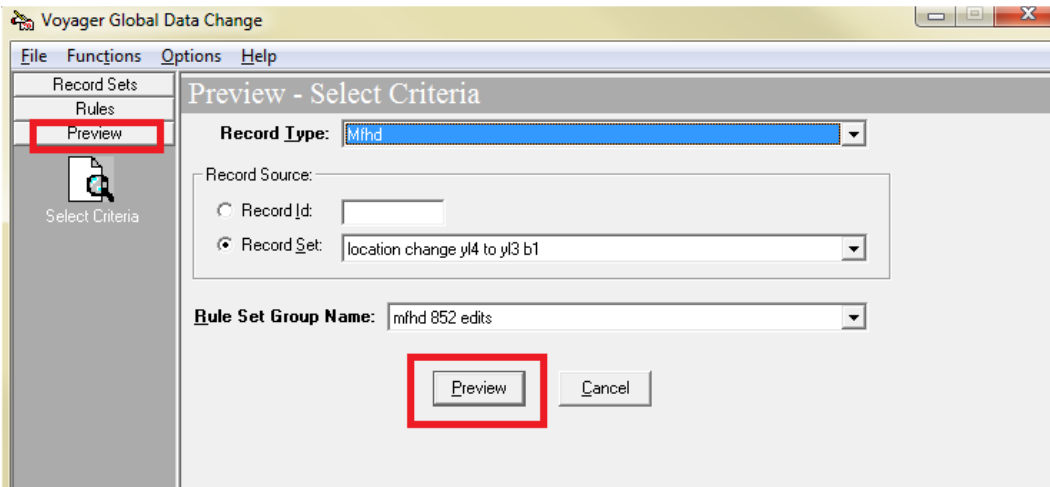 Voyager Global Data Change
File Functions Options Help
Record Sets
Rules
Preview
Select Criteria
Preview - Select Criteria
Record Type: Mfhd
Record Source:
Record Id:
Record Set: location change yl4 to yl3 b1
Rule Set Group Name: mfhd 852 edits
Preview Cancel